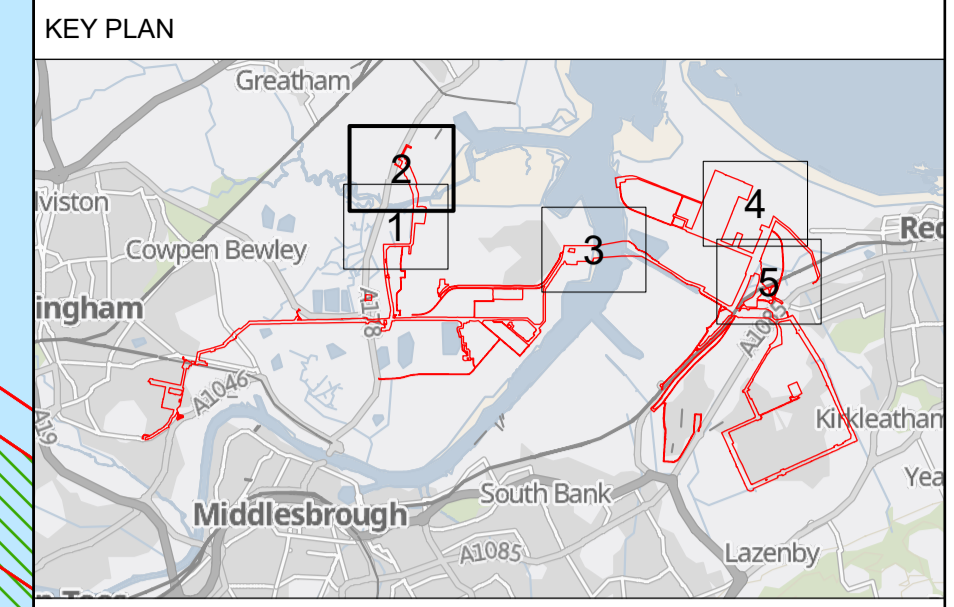 KEY PLAN
Greatham
2
lviston
1
4
Red
Cowpen Bewley
3
5
ingham
A178
A1085
A1046
A19
Kirkleatham
Yea
South Bank
Middlesbrough
A1085
Lazenby